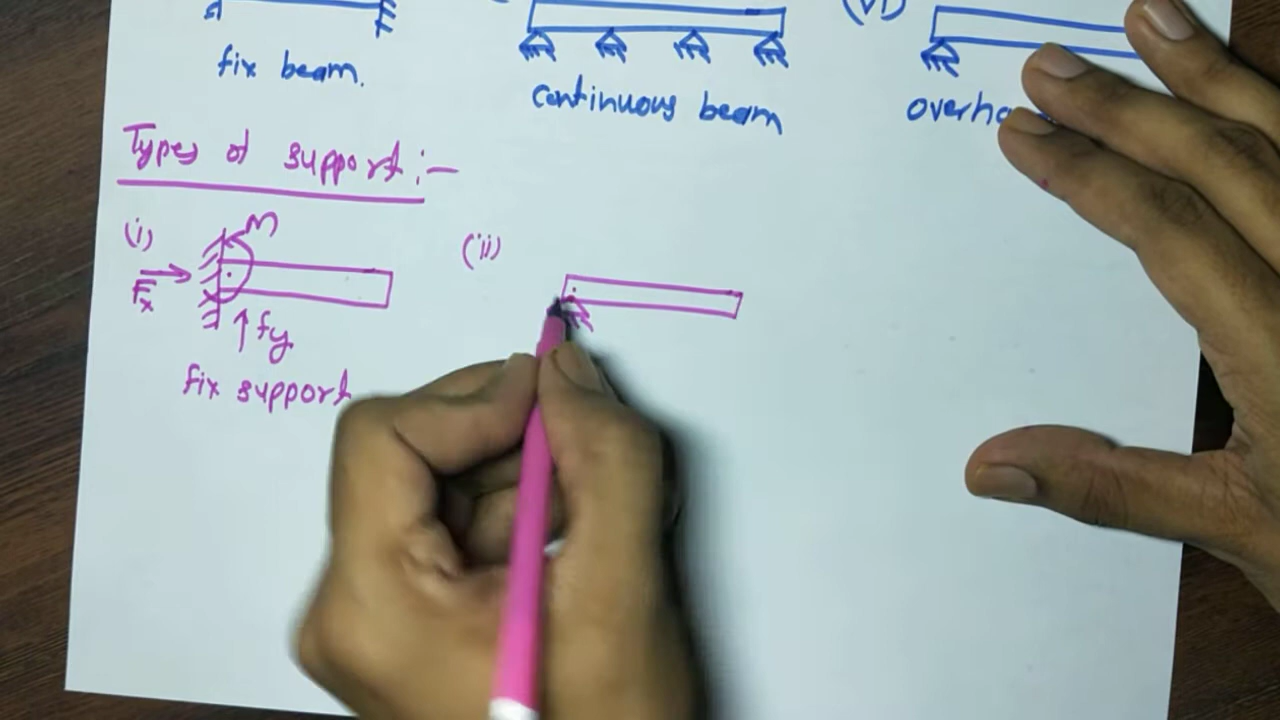 (vi)
fix beam.
continuous beam
overha
Types of support :-
(i)
M
(ii)
Fx
fy
fix support